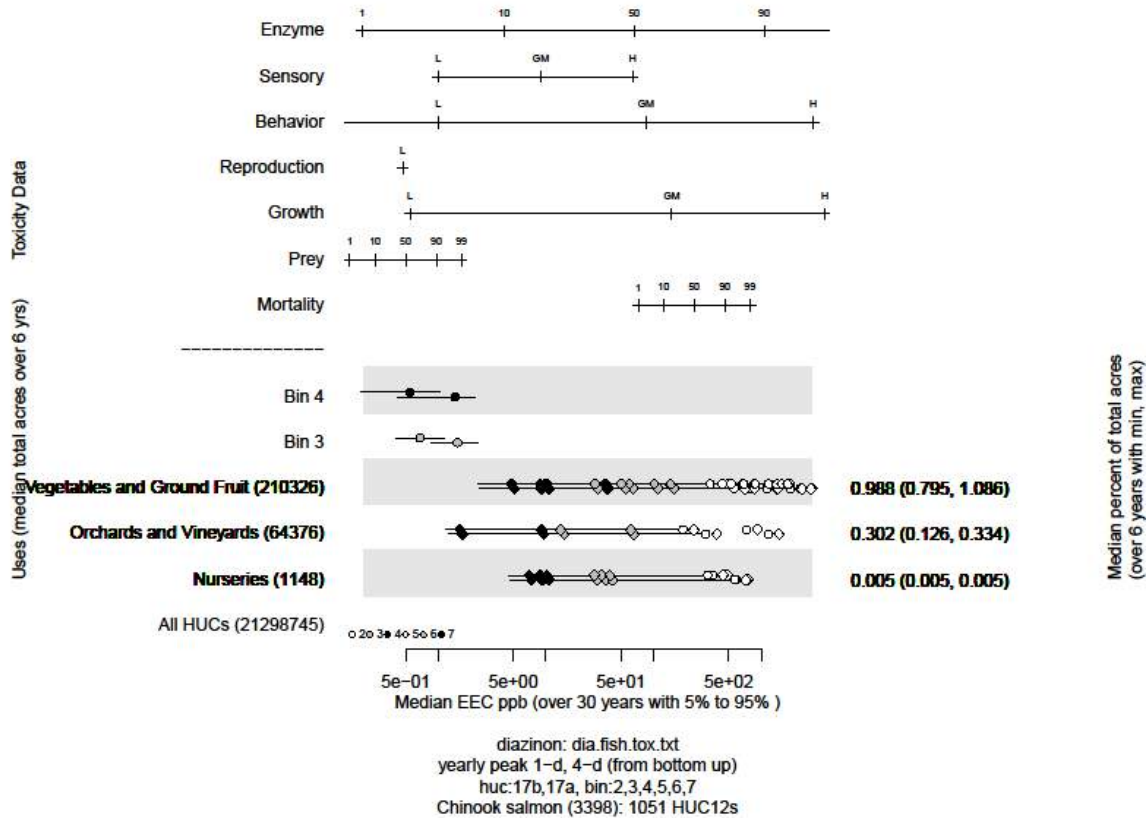 1 10 50 90
Enzyme
L GM H
Sensory
L GM H
Behavior
L
Reproduction
L GM H
Growth
1 10 50 90 99
Prey
1 10 50 90 99
Mortality
Toxicity Data
---------------
Bin 4
Bin 3
Vegetables and Ground Fruit (210326) 0.988 (0.795, 1.086)
Orchards and Vineyards (64376) 0.302 (0.126, 0.334)
Nurseries (1148) 0.005 (0.005, 0.005)
All HUCs (21298745)
Uses (median total acres over 6 yrs)
Median percent of total acres
(over 6 years with min, max)
2 3 4 5 6 7
5e−01 5e+00 5e+01 5e+02
Median EEC ppb (over 30 years with 5% to 95% )
diazinon: dia.fish.tox.txt
yearly peak 1−d, 4−d (from bottom up)
huc:17b,17a, bin:2,3,4,5,6,7
Chinook salmon (3398): 1051 HUC12s